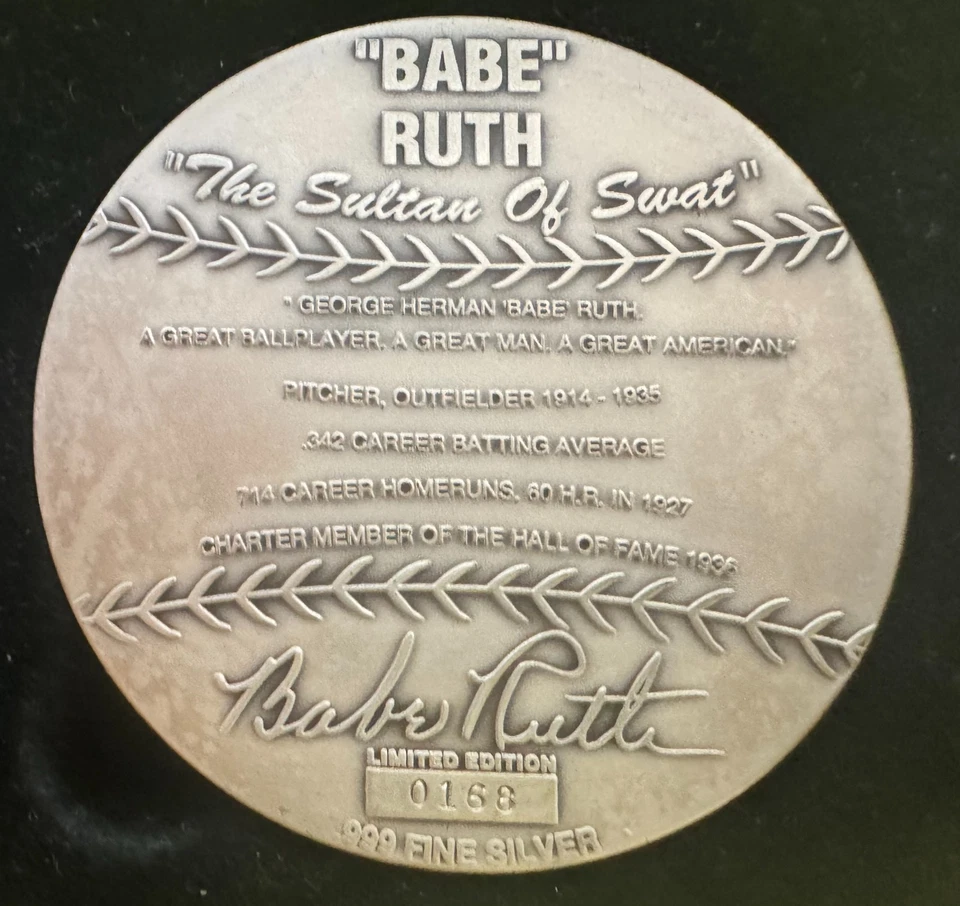 "BABE"
RUTH
"The Sultan Of Swat"
" GEORGE HERMAN 'BABE' RUTH.
A GREAT BALLPLAYER. A GREAT MAN. A GREAT AMERICAN."
PITCHER, OUTFIELDER 1914 - 1935
.342 CAREER BATTING AVERAGE
714 CAREER HOMERUNS. 60 H.R. IN 1927
CHARTER MEMBER OF THE HALL OF FAME 1936
Babe Ruth
LIMITED EDITION
0168
.999 FINE SILVER